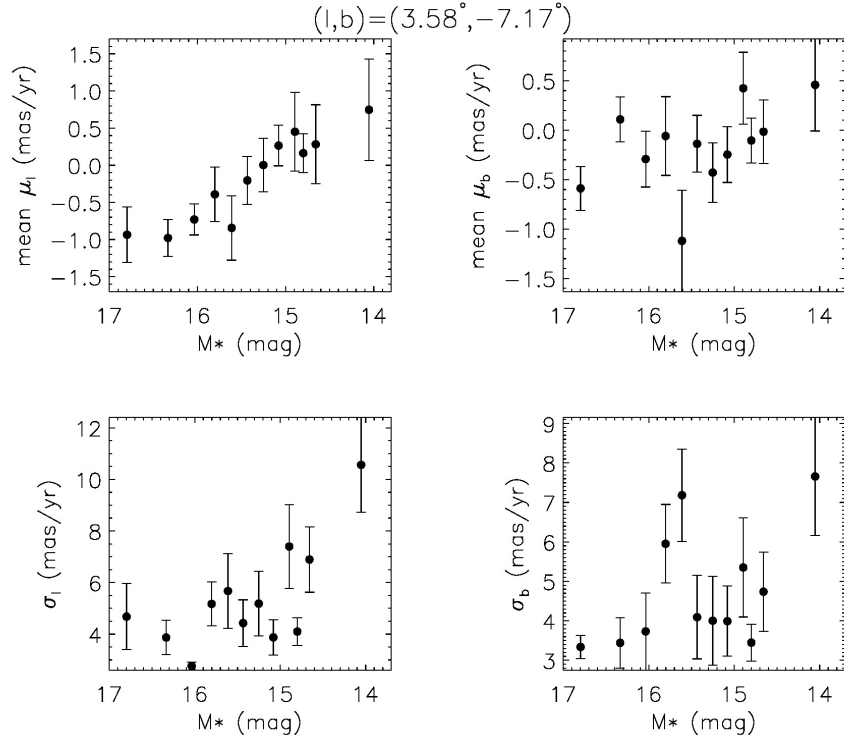 (l,b)=(3.58°,−7.17°)
mean μl (mas/yr)
1.5
1.0
0.5
0.0
−0.5
−1.0
−1.5
17 16 15 14
M* (mag)
mean μb (mas/yr)
0.5
0.0
−0.5
−1.0
−1.5
17 16 15 14
M* (mag)
σl (mas/yr)
12
10
8
6
4
17 16 15 14
M* (mag)
σb (mas/yr)
9
8
7
6
5
4
3
17 16 15 14
M* (mag)